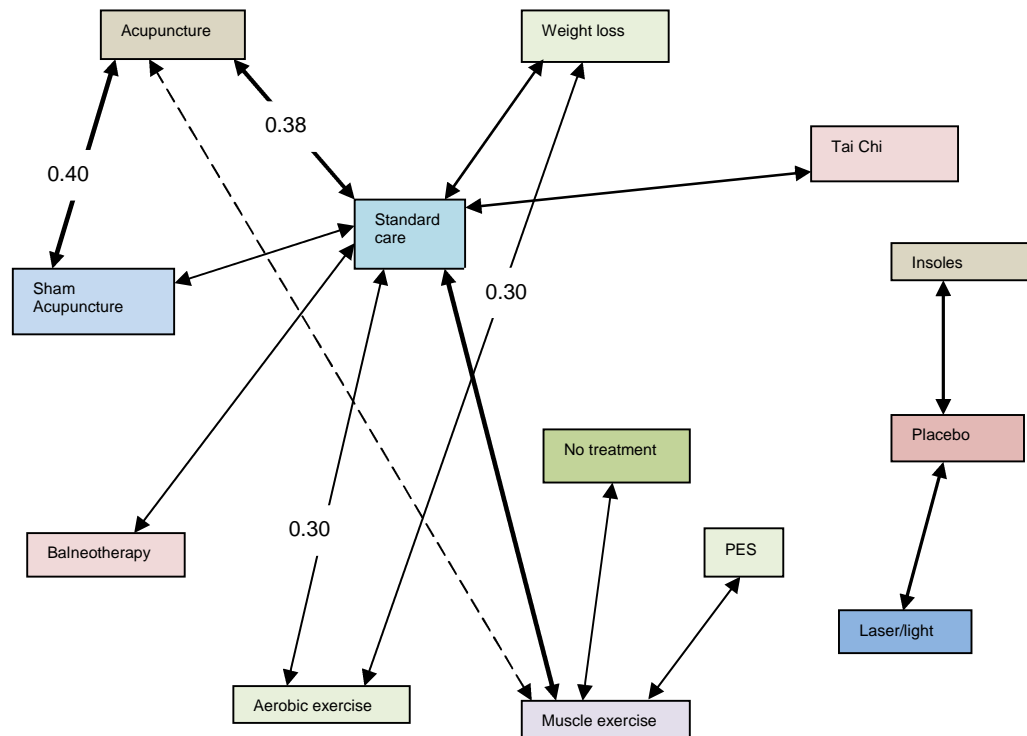 Acupuncture
Weight loss
0.38
Tai Chi
0.40
Standard
care
Insoles
Sham
Acupuncture
0.30
Placebo
No treatment
0.30
Balneotherapy
PES
Laser/light
Aerobic exercise
Muscle exercise